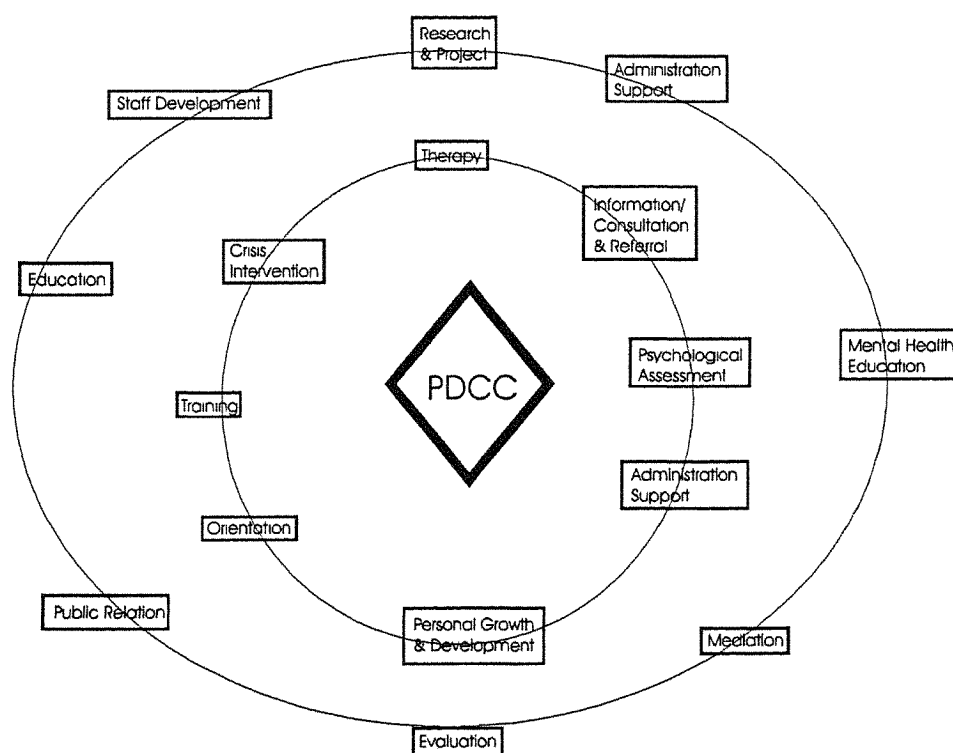 Research
& Project
Administration
Support
Staff Development
Therapy
Information/
Consultation
& Referral
Crisis
Intervention
Education
Psychological
Assessment
Mental Health
Education
PDCC
Training
Administration
Support
Orientation
Public Relation
Personal Growth
& Development
Mediation
Evaluation